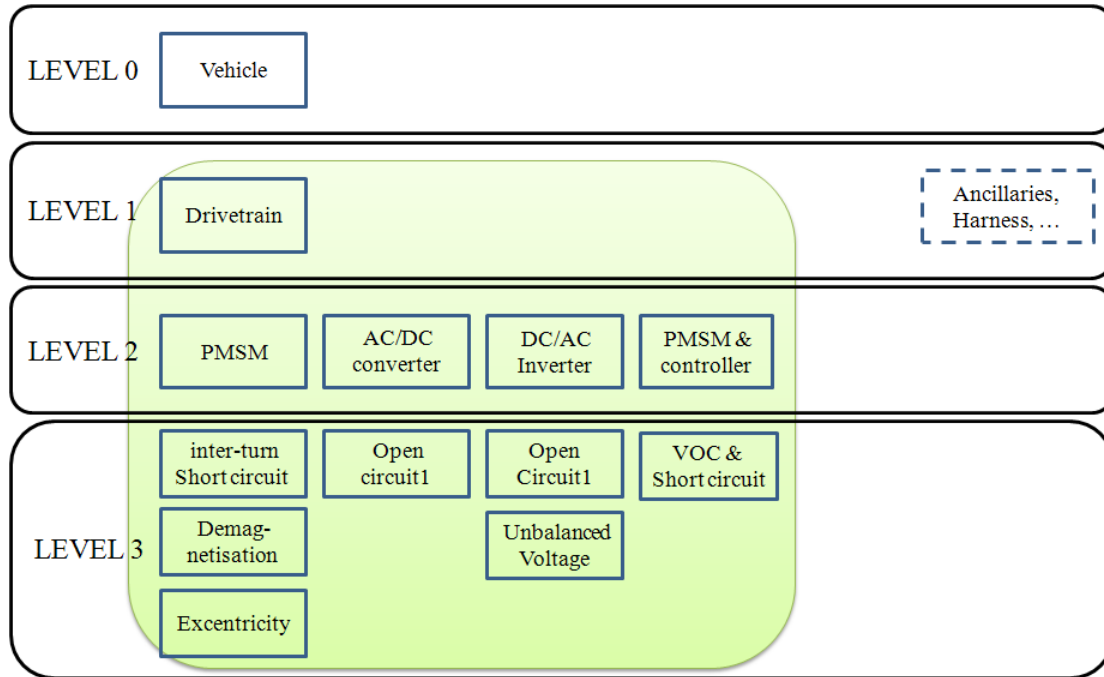 LEVEL 0
Vehicle
LEVEL 1
Drivetrain
Ancillaries,
Harness, …
LEVEL 2
PMSM
AC/DC
converter
DC/AC
Inverter
PMSM &
controller
LEVEL 3
inter-turn
Short circuit
Open
circuit1
Open
Circuit1
VOC &
Short circuit
Demag-
netisation
Unbalanced
Voltage
Excentricity